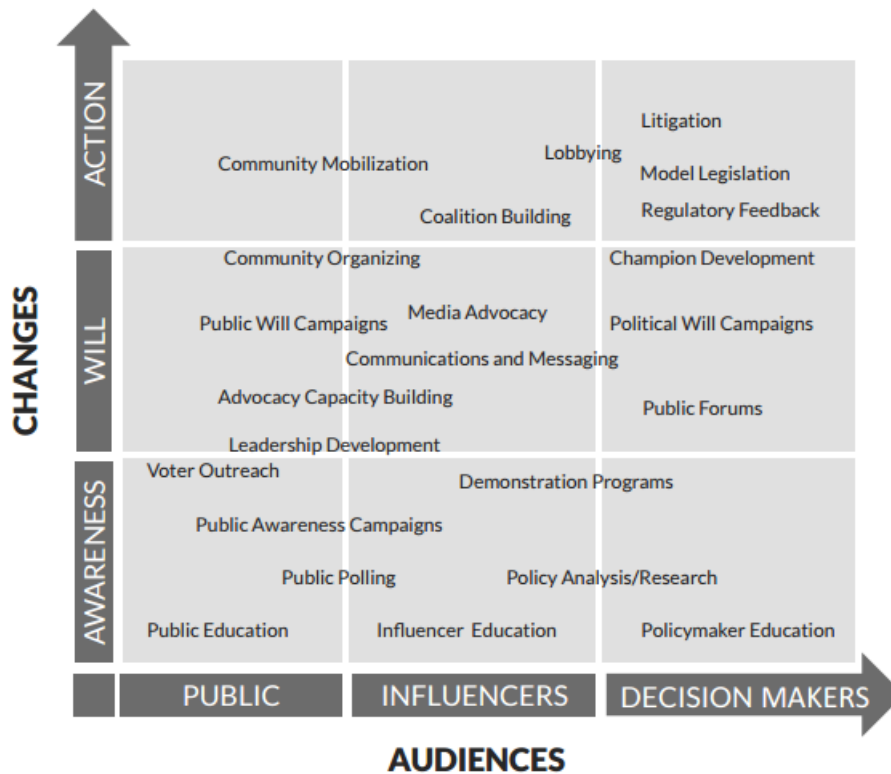 ACTION
Litigation
Lobbying
Community Mobilization
Model Legislation
Coalition Building
Regulatory Feedback
CHANGES
WILL
Community Organizing
Champion Development
Media Advocacy
Public Will Campaigns
Political Will Campaigns
Communications and Messaging
Advocacy Capacity Building
Public Forums
Leadership Development
AWARENESS
Voter Outreach
Demonstration Programs
Public Awareness Campaigns
Public Polling
Policy Analysis/Research
Public Education
Influencer Education
Policymaker Education
PUBLIC
INFLUENCERS
DECISION MAKERS
AUDIENCES